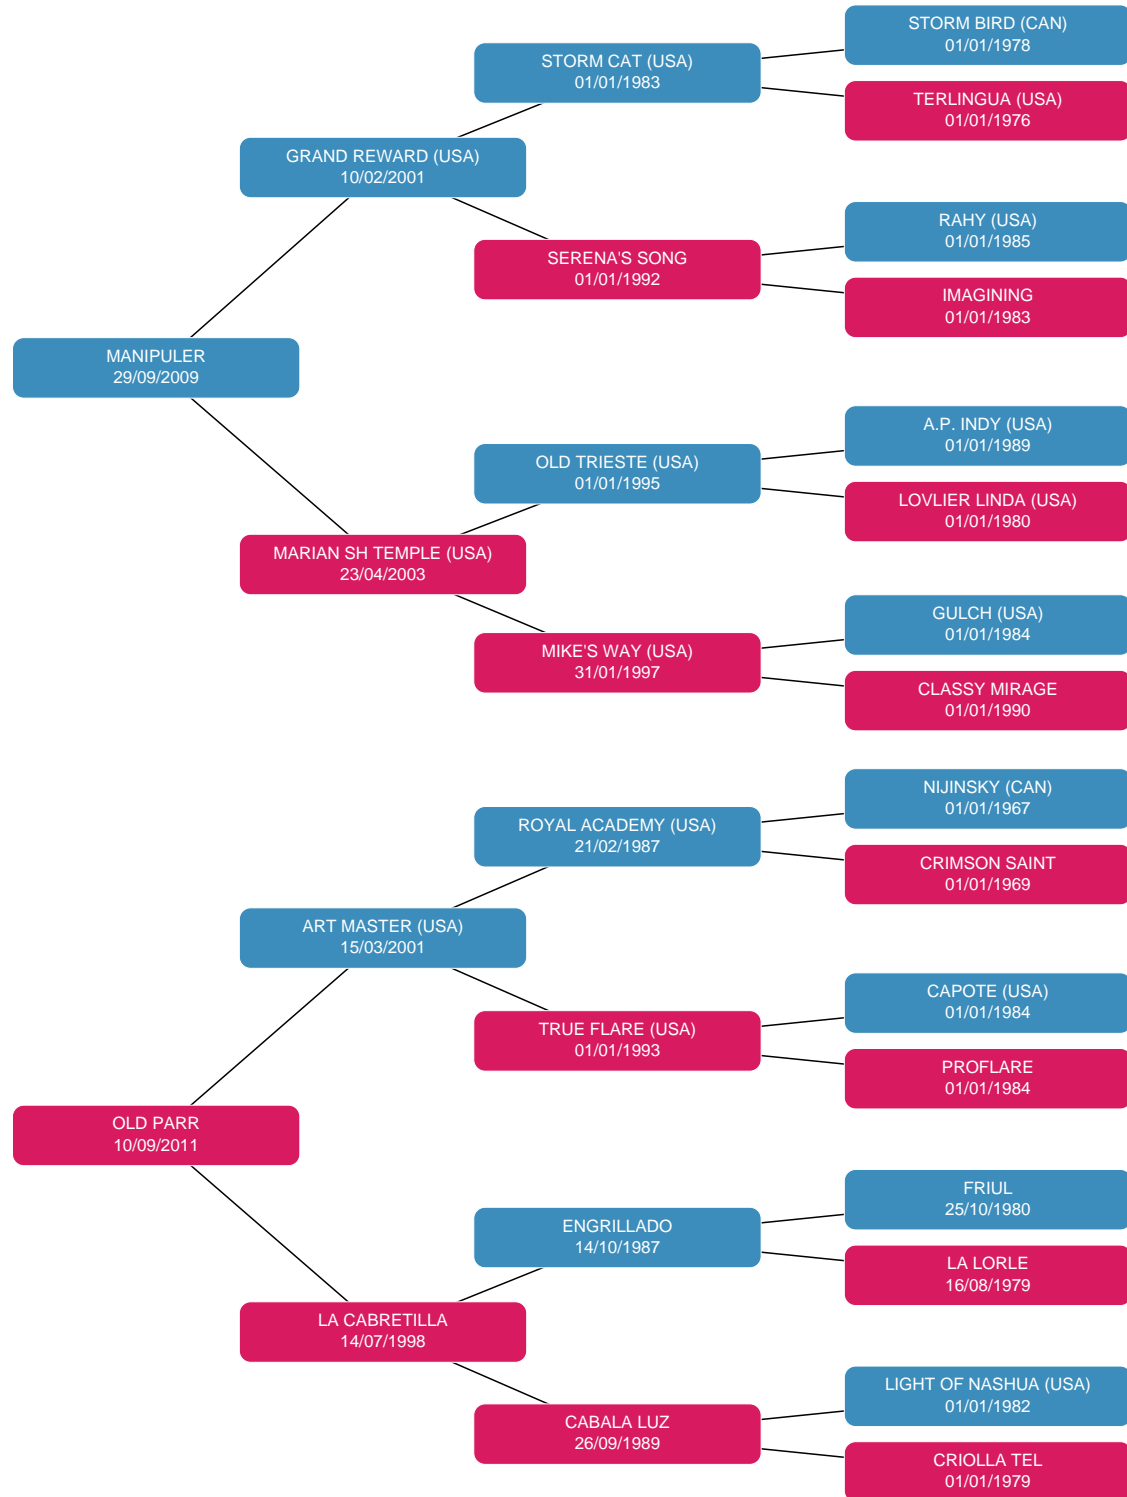 STORM BIRD (CAN)
01/01/1978
STORM CAT (USA)
01/01/1983
TERLINGUA (USA)
01/01/1976
GRAND REWARD (USA)
10/02/2001
RAHY (USA)
01/01/1985
SERENA'S SONG
01/01/1992
IMAGINING
01/01/1983
MANIPULER
29/09/2009
A.P. INDY (USA)
01/01/1989
OLD TRIESTE (USA)
01/01/1995
LOVLIER LINDA (USA)
01/01/1980
MARIAN SH TEMPLE (USA)
23/04/2003
GULCH (USA)
01/01/1984
MIKE'S WAY (USA)
31/01/1997
CLASSY MIRAGE
01/01/1990
NIJINSKY (CAN)
01/01/1967
ROYAL ACADEMY (USA)
21/02/1987
CRIMSON SAINT
01/01/1969
ART MASTER (USA)
15/03/2001
CAPOTE (USA)
01/01/1984
TRUE FLARE (USA)
01/01/1993
PROFLARE
01/01/1984
OLD PARR
10/09/2011
FRIUL
25/10/1980
ENGRILLADO
14/10/1987
LA LORLE
16/08/1979
LA CABRETILLA
14/07/1998
LIGHT OF NASHUA (USA)
01/01/1982
CABALA LUZ
26/09/1989
CRIOLLA TEL
01/01/1979